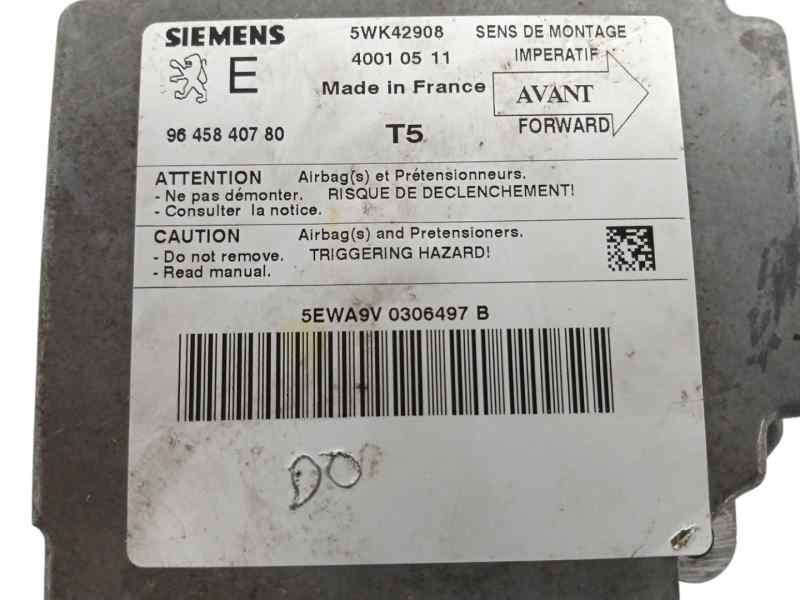 SIEMENS 5WK42908 SENS DE MONTAGE
E 4001 05 11 IMPERATIF
Made in France AVANT
96 458 407 80 T5 FORWARD
ATTENTION Airbag(s) et Prétensionneurs.
- Ne pas démonter. RISQUE DE DECLENCHEMENT!
- Consulter la notice.
CAUTION Airbag(s) and Pretensioners.
- Do not remove. TRIGGERING HAZARD!
- Read manual.
5EWA9V 0306497 B
DO